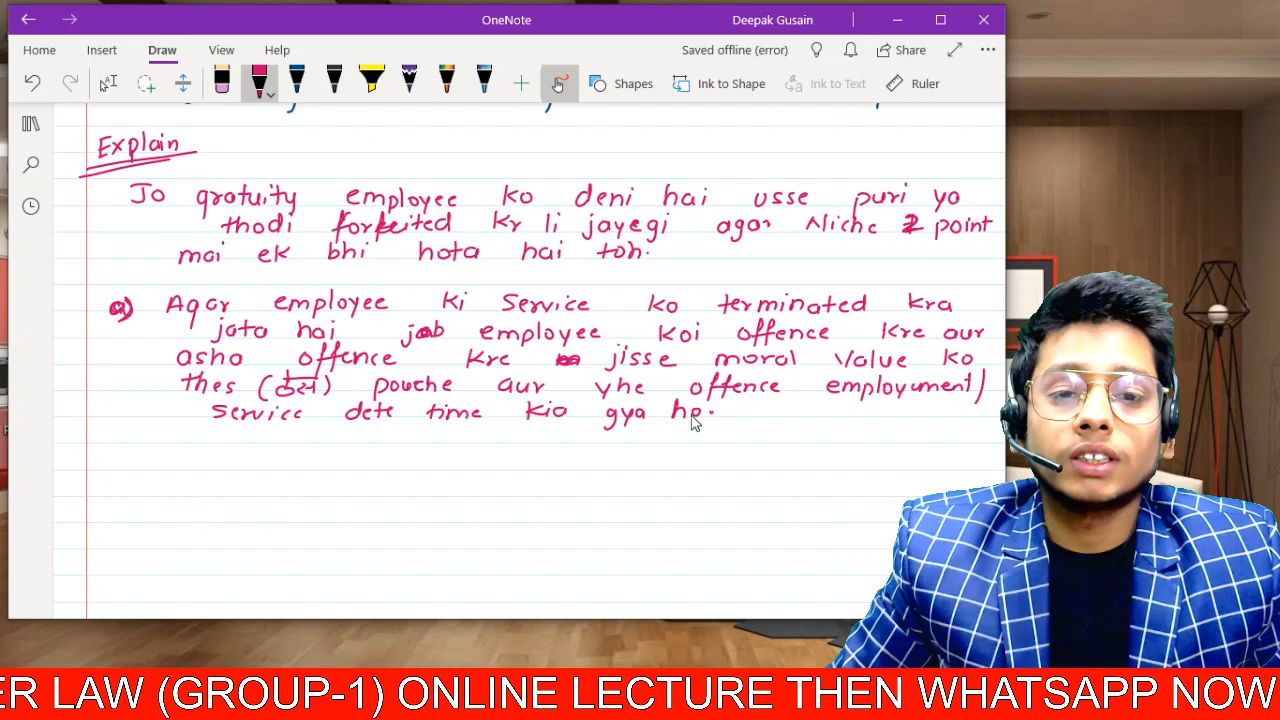 OneNote
Deepak Gusain
Home Insert Draw View Help
Saved offline (error)
Share
Shapes
Ink to Shape
Ink to Text
Ruler
Explain
Jo gratuity employee ko deni hai usse puri ya
thodi forfeited kr li jayegi agar Niche 2 point
mai ek bhi hota hai toh.
a) Agar employee ki Service ko terminated kra
jata hai jab employee koi offence kre aur
asha offence kre jisse moral value ko
thes (ठेस) pouche aur yhe offence employument/
service dete time kia gya ho.
ER LAW (GROUP-1) ONLINE LECTURE THEN WHATSAPP NOW